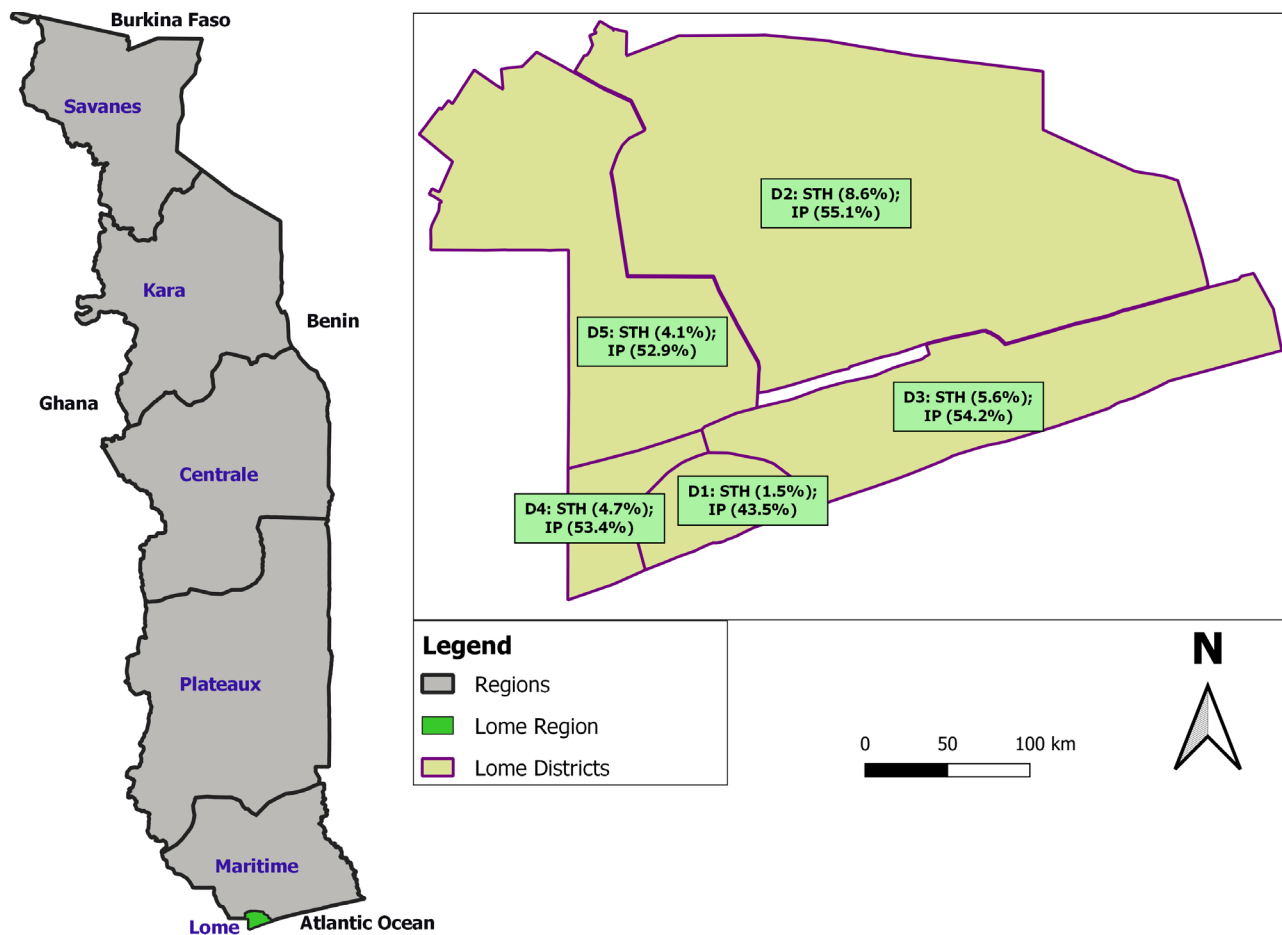 Burkina Faso
Savanes
Kara
Benin
Ghana
Centrale
Plateaux
Maritime
Lome
Atlantic Ocean
D2: STH (8.6%);
IP (55.1%)
D5: STH (4.1%);
IP (52.9%)
D3: STH (5.6%);
IP (54.2%)
D1: STH (1.5%);
IP (43.5%)
D4: STH (4.7%);
IP (53.4%)
Legend
Regions
Lome Region
Lome Districts
0 50 100 km
N